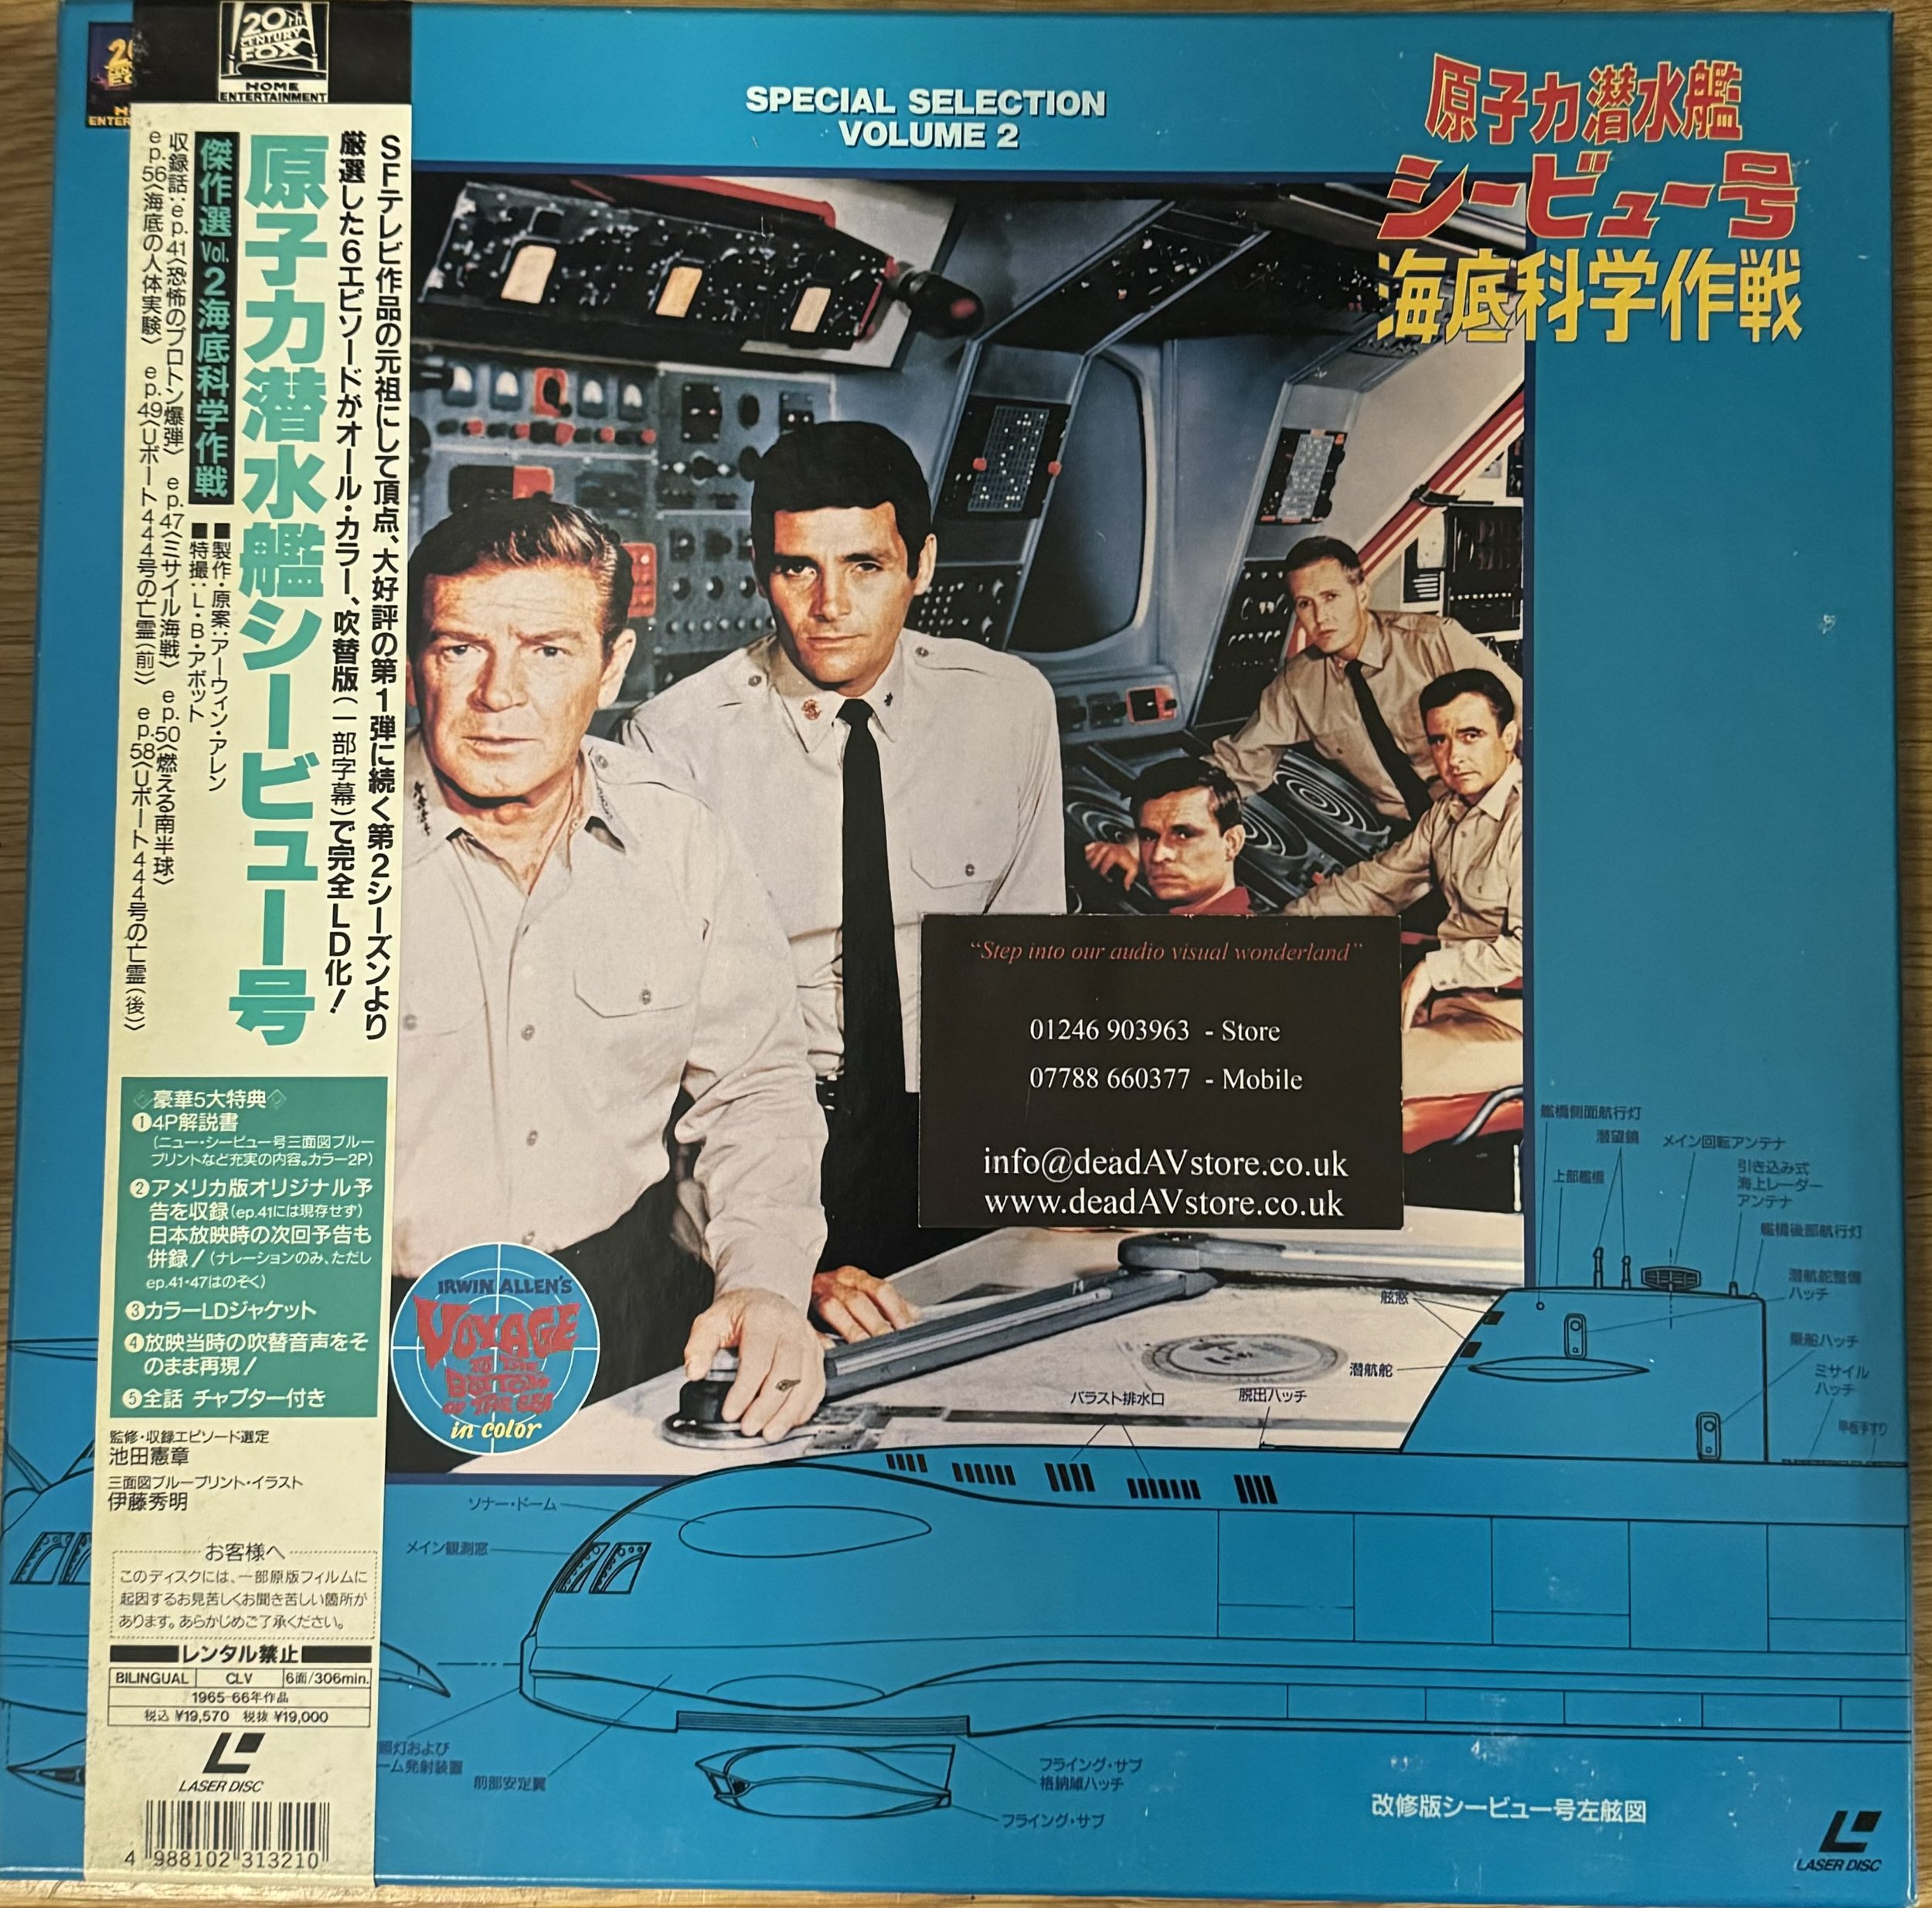 20th
CENTURY
FOX
HOME
ENTERTAINMENT
SPECIAL SELECTION
VOLUME 2
原子力潜水艦
シービュー号
海底科学作戦
SFテレビ作品の元祖にして頂点、大好評の第1弾に続く第2シーズンより
厳選した6エピソードがオール・カラー、吹替版(一部字幕)で完全LD化!
原子力潜水艦シービュー号
傑作選Vol.2海底科学作戦
■製作・原案:アーウィン・アレン
■特撮:L・B・アボット
収録話:ep.41〈恐怖のプロトン爆弾〉 ep.47〈ミサイル海戦〉 ep.50〈燃える南半球〉
ep.56〈海底の人体実験〉 ep.49〈Uボート444号の亡霊(前)〉 ep.58〈Uボート444号の亡霊(後)〉
◇豪華5大特典◇
❶4P解説書
(ニュー・シービュー号三面図ブルー
プリントなど充実の内容。カラー2P)
❷アメリカ版オリジナル予
告を収録(ep.41には現存せず)
日本放映時の次回予告も
併録!(ナレーションのみ、ただし
ep.41・47はのぞく)
❸カラーLDジャケット
❹放映当時の吹替音声をそ
のまま再現!
❺全話 チャプター付き
監修・収録エピソード選定
池田憲章
三面図ブループリント・イラスト
伊藤秀明
お客様へ
このディスクには、一部原版フィルムに
起因するお見苦しくお聞き苦しい箇所が
あります。あらかじめご了承ください。
レンタル禁止
BILINGUAL CLV 6面/306min.
1965-66年作品
税込 ¥19,570 税抜 ¥19,000
LASER DISC
4 988102 313210
"Step into our audio visual wonderland"
01246 903963 - Store
07788 660377 - Mobile
info@deadAVstore.co.uk
www.deadAVstore.co.uk
IRWIN ALLEN'S
VOYAGE
TO THE
BOTTOM
OF THE SEA
in color
艦橋側面航行灯
潜望鏡
メイン回転アンテナ
上部艦橋
引き込み式
海上レーダー
アンテナ
艦橋後部航行灯
潜航舵整備
ハッチ
乗船ハッチ
ミサイル
ハッチ
甲板手すり
舷窓
潜航舵
バラスト排水口
脱出ハッチ
ソナー・ドーム
メイン観測窓
照灯および
ーム発射装置
前部安定翼
フライング・サブ
格納庫ハッチ
フライング・サブ
改修版シービュー号左舷図
LASER DISC